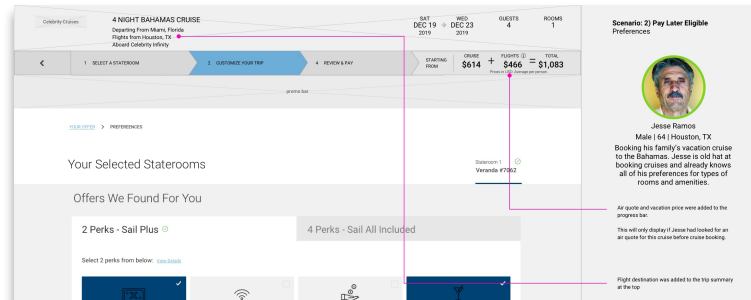 Celebrity Cruises
4 NIGHT BAHAMAS CRUISE
Departing From Miami, Florida
Flights from Houston, TX
Aboard Celebrity Infinity
SAT WED GUESTS ROOMS
DEC 19 DEC 23 4 1
2019 2019
1 SELECT A STATEROOM
2 CUSTOMIZE YOUR TRIP
4 REVIEW & PAY
STARTING FROM
CRUISE FLIGHTS TOTAL
$614 + $466 = $1,083
Prices in USD. Average per person.
promo bar
YOUR OFFER > PREFEREENCES
Your Selected Staterooms
Stateroom 1
Veranda #7062
Offers We Found For You
2 Perks - Sail Plus
4 Perks - Sail All Included
Select 2 perks from below: View Details
Scenario: 2) Pay Later Eligible
Preferences
Jesse Ramos
Male | 64 | Houston, TX
Booking his family's vacation cruise
to the Bahamas. Jesse is old hat at
booking cruises and already knows
all of his preferences for types of
rooms and amenities.
Air quote and vacation price were added to the
progress bar.
This will only display if Jesse had looked for an
air quote for this cruise before cruise booking.
Flight destination was added to the trip summary
at the top